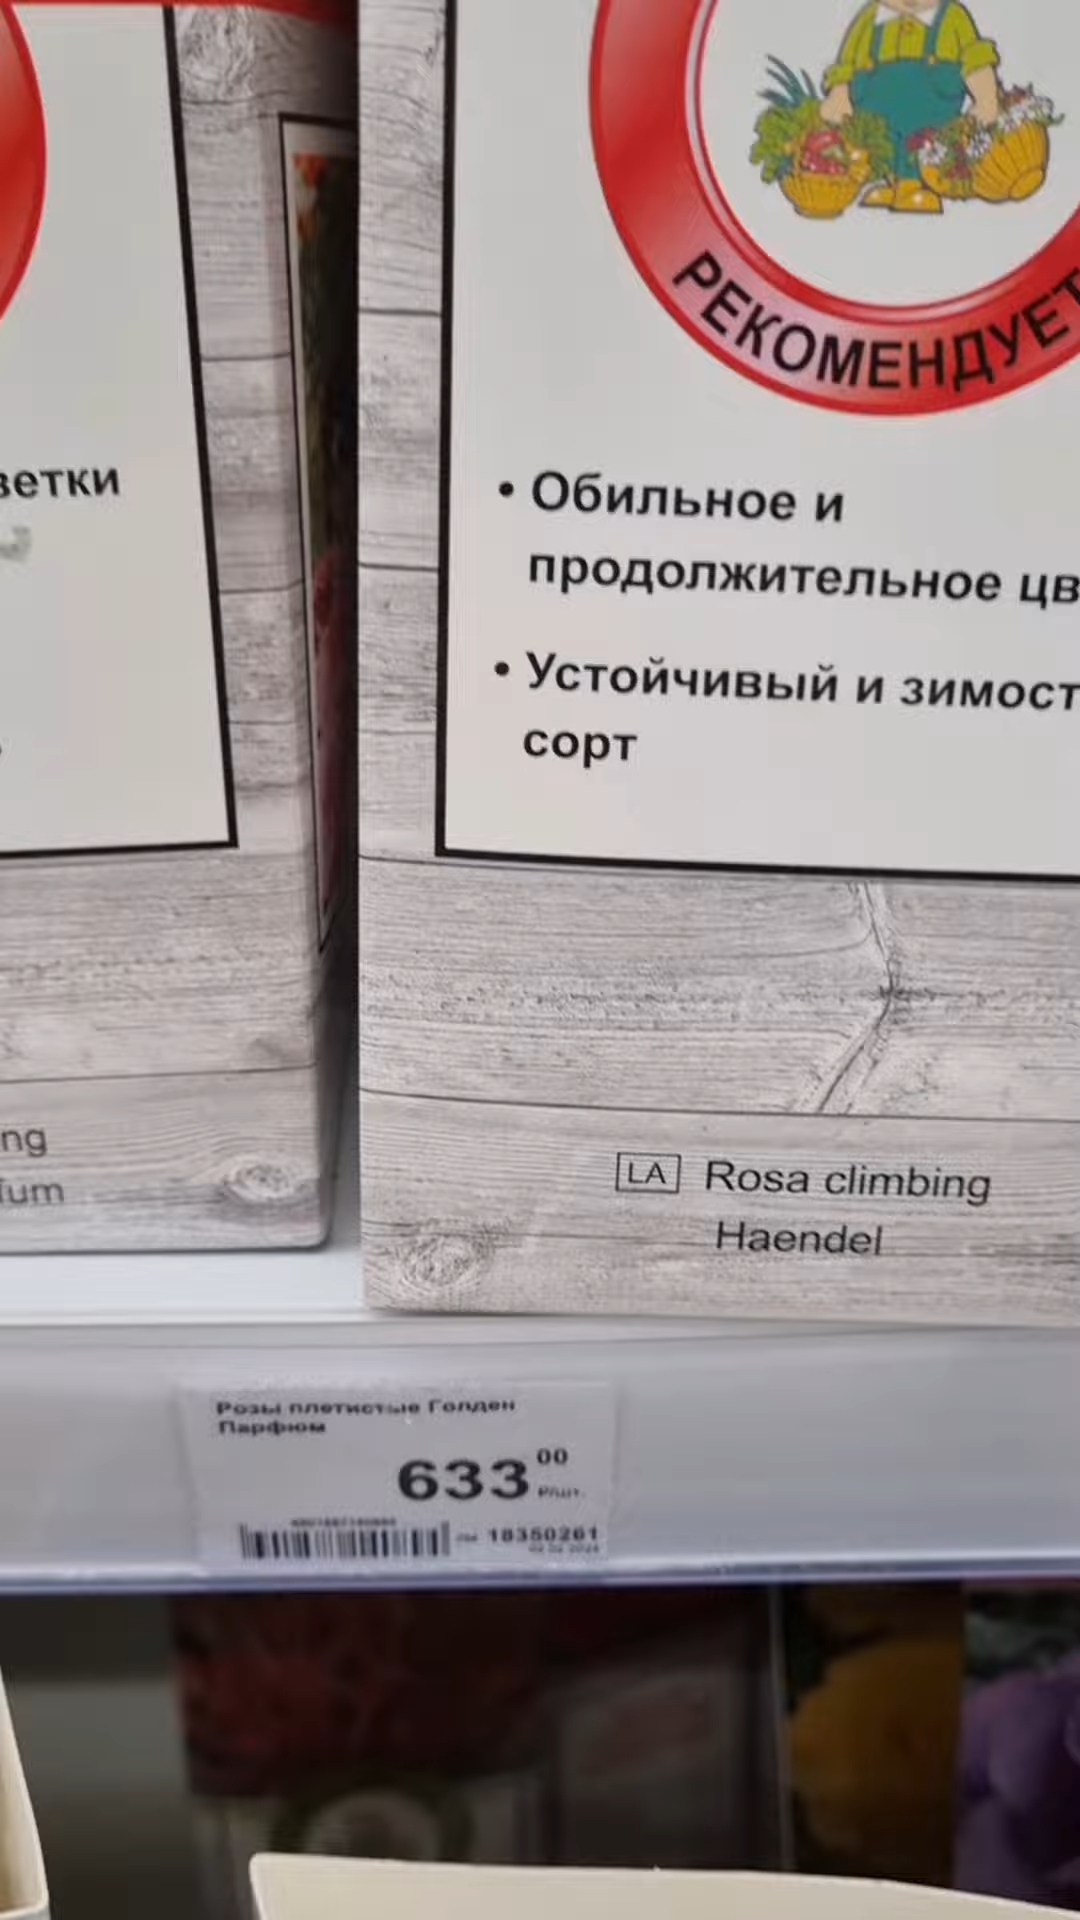 РЕКОМЕНДУЕТ
ветки
• Обильное и
продолжительное цв
• Устойчивый и зимост
сорт
ng
fum
LA Rosa climbing
Haendel
Розы плетистые Голден
Парфюм
633 00
Р/шт.
18350261